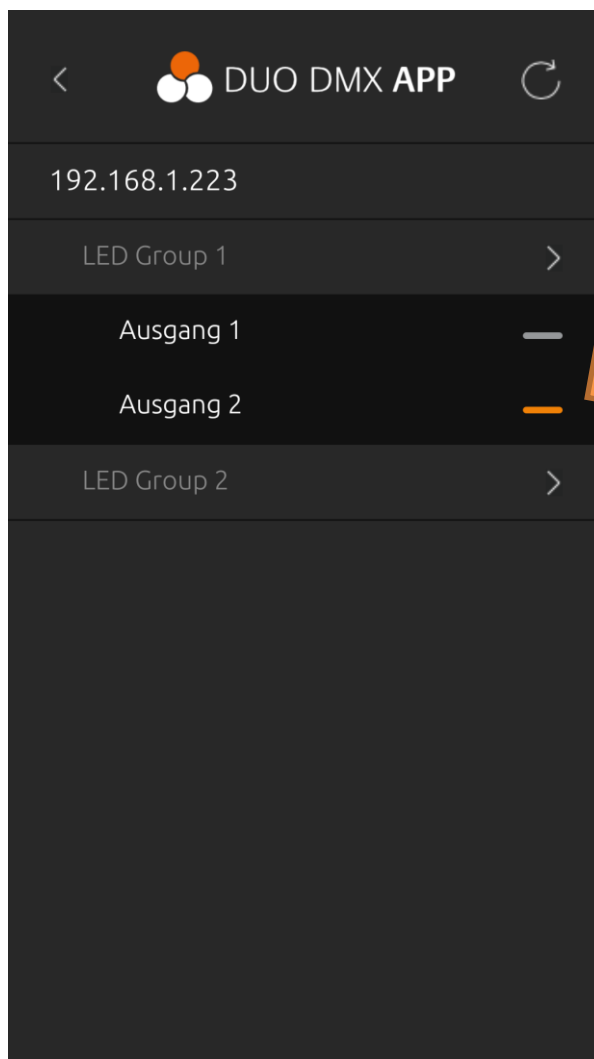 DUO DMX APP
192.168.1.223
LED Group 1
Ausgang 1
Ausgang 2
LED Group 2